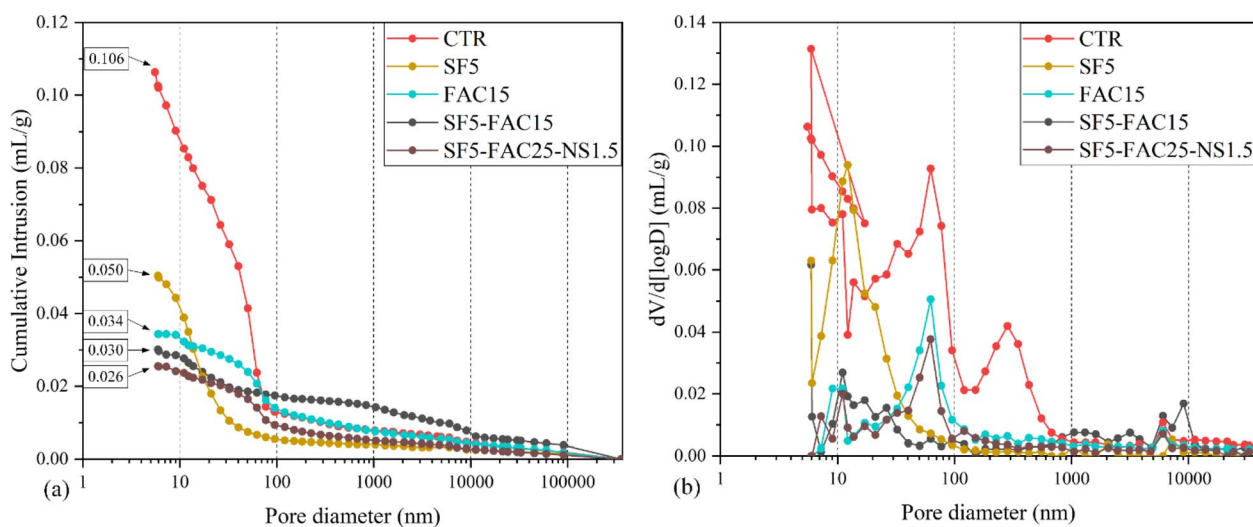 0.12
0.10
0.08
0.06
0.04
0.02
0.00
Cumulative Intrusion (mL/g)
0.106
0.050
0.034
0.030
0.026
CTR
SF5
FAC15
SF5-FAC15
SF5-FAC25-NS1.5
1
10
100
1000
10000
100000
(a)
Pore diameter (nm)
0.14
0.12
0.10
0.08
0.06
0.04
0.02
0.00
dV/d[logD] (mL/g)
CTR
SF5
FAC15
SF5-FAC15
SF5-FAC25-NS1.5
10
100
1000
10000
(b)
Pore diameter (nm)